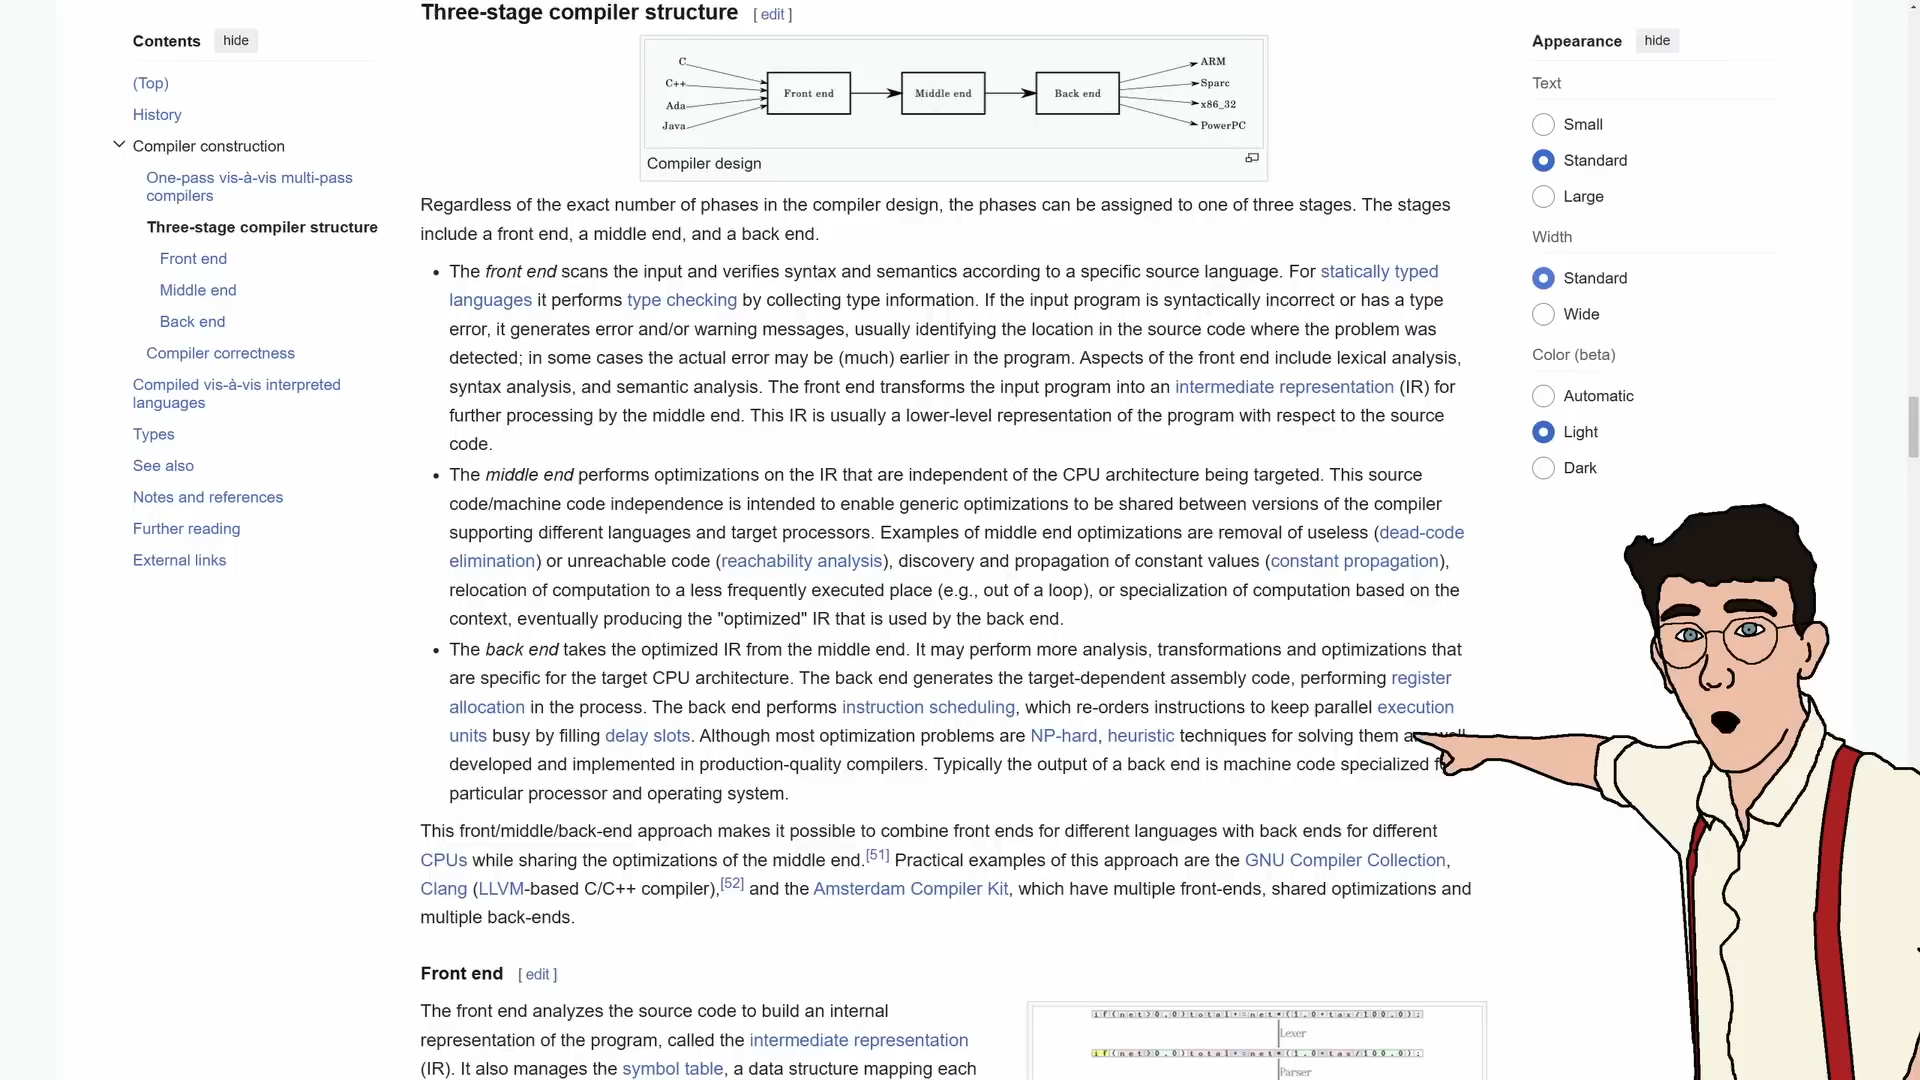 Three-stage compiler structure [ edit ]
Contents hide
(Top)
History
Compiler construction
One-pass vis-à-vis multi-pass
compilers
Three-stage compiler structure
Front end
Middle end
Back end
Compiler correctness
Compiled vis-à-vis interpreted
languages
Types
See also
Notes and references
Further reading
External links
C
C++
Ada
Java
Front end
Middle end
Back end
ARM
Sparc
x86_32
PowerPC
Compiler design
Regardless of the exact number of phases in the compiler design, the phases can be assigned to one of three stages. The stages
include a front end, a middle end, and a back end.
• The front end scans the input and verifies syntax and semantics according to a specific source language. For statically typed
languages it performs type checking by collecting type information. If the input program is syntactically incorrect or has a type
error, it generates error and/or warning messages, usually identifying the location in the source code where the problem was
detected; in some cases the actual error may be (much) earlier in the program. Aspects of the front end include lexical analysis,
syntax analysis, and semantic analysis. The front end transforms the input program into an intermediate representation (IR) for
further processing by the middle end. This IR is usually a lower-level representation of the program with respect to the source
code.
• The middle end performs optimizations on the IR that are independent of the CPU architecture being targeted. This source
code/machine code independence is intended to enable generic optimizations to be shared between versions of the compiler
supporting different languages and target processors. Examples of middle end optimizations are removal of useless (dead-code
elimination) or unreachable code (reachability analysis), discovery and propagation of constant values (constant propagation),
relocation of computation to a less frequently executed place (e.g., out of a loop), or specialization of computation based on the
context, eventually producing the "optimized" IR that is used by the back end.
• The back end takes the optimized IR from the middle end. It may perform more analysis, transformations and optimizations that
are specific for the target CPU architecture. The back end generates the target-dependent assembly code, performing register
allocation in the process. The back end performs instruction scheduling, which re-orders instructions to keep parallel execution
units busy by filling delay slots. Although most optimization problems are NP-hard, heuristic techniques for solving them
developed and implemented in production-quality compilers. Typically the output of a back end is machine code specialized
particular processor and operating system.
This front/middle/back-end approach makes it possible to combine front ends for different languages with back ends for different
CPUs while sharing the optimizations of the middle end.[51] Practical examples of this approach are the GNU Compiler Collection,
Clang (LLVM-based C/C++ compiler),[52] and the Amsterdam Compiler Kit, which have multiple front-ends, shared optimizations and
multiple back-ends.
Front end [ edit ]
The front end analyzes the source code to build an internal
representation of the program, called the intermediate representation
(IR). It also manages the symbol table, a data structure mapping each
if(net>0.0)total+=net*(1.0+tax/100.0);
Lexer
if(net>0.0)total+=net*(1.0+tax/100.0);
Parser
Appearance hide
Text
Small
Standard
Large
Width
Standard
Wide
Color (beta)
Automatic
Light
Dark